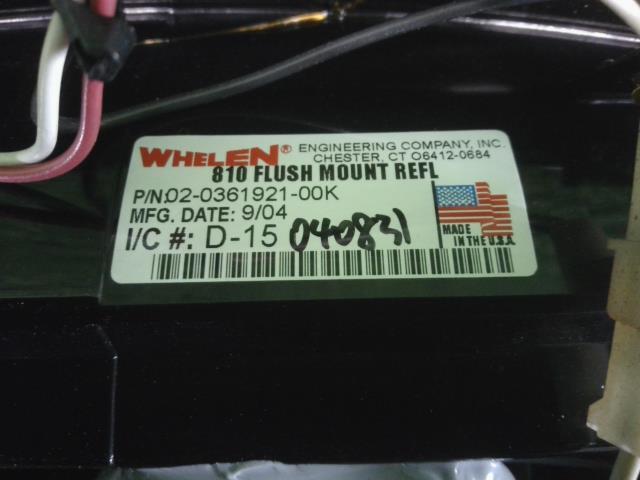 WHELEN® ENGINEERING COMPANY, INC.
CHESTER, CT 06412-0684
810 FLUSH MOUNT REFL
P/N:02-0361921-00K
MFG. DATE: 9/04
I/C #: D-15 040831
MADE
IN THE U.S.A.